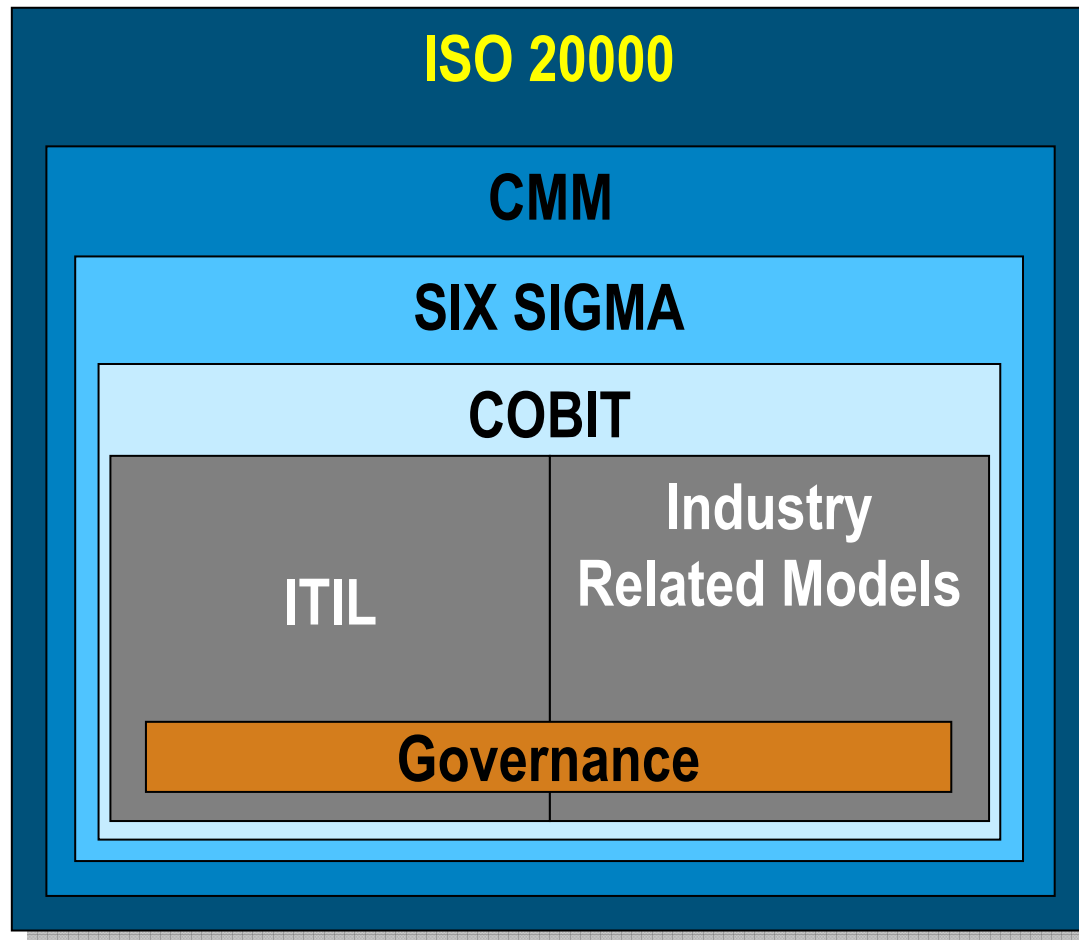 ISO 20000
CMM
SIX SIGMA
COBIT
ITIL
Industry
Related Models
Governance